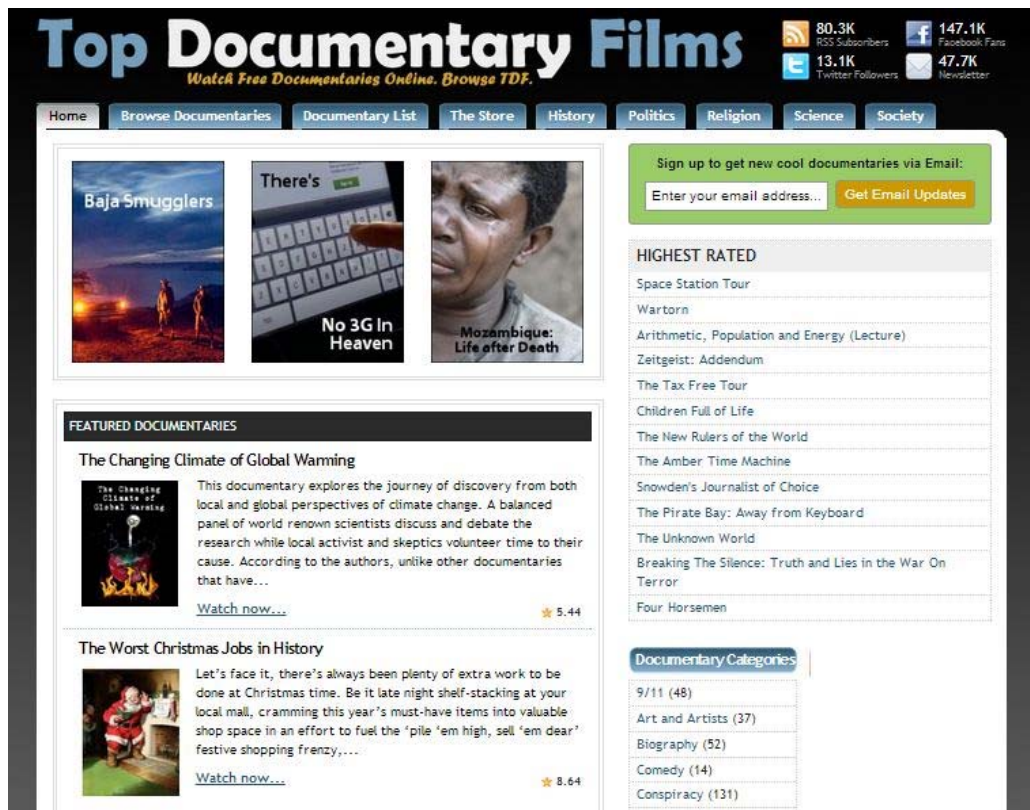 Top Documentary Films
Watch Free Documentaries Online. Browse TDF.
80.3K
RSS Subscribers
147.1K
Facebook Fans
13.1K
Twitter Followers
47.7K
Newsletter
Home
Browse Documentaries
Documentary List
The Store
History
Politics
Religion
Science
Society
Baja Smugglers
There's
No 3G In
Heaven
Mozambique:
Life after Death
FEATURED DOCUMENTARIES
The Changing Climate of Global Warming
The Changing
Climate of
Global Warming
This documentary explores the journey of discovery from both
local and global perspectives of climate change. A balanced
panel of world renown scientists discuss and debate the
research while local activist and skeptics volunteer time to their
cause. According to the authors, unlike other documentaries
that have...
Watch now...
5.44
The Worst Christmas Jobs in History
Let's face it, there's always been plenty of extra work to be
done at Christmas time. Be it late night shelf-stacking at your
local mall, cramming this year's must-have items into valuable
shop space in an effort to fuel the 'pile 'em high, sell 'em dear'
festive shopping frenzy,...
Watch now...
8.64
Sign up to get new cool documentaries via Email:
Enter your email address...
Get Email Updates
HIGHEST RATED
Space Station Tour
Wartorn
Arithmetic, Population and Energy (Lecture)
Zeitgeist: Addendum
The Tax Free Tour
Children Full of Life
The New Rulers of the World
The Amber Time Machine
Snowden's Journalist of Choice
The Pirate Bay: Away from Keyboard
The Unknown World
Breaking The Silence: Truth and Lies in the War On
Terror
Four Horsemen
Documentary Categories
9/11 (48)
Art and Artists (37)
Biography (52)
Comedy (14)
Conspiracy (131)